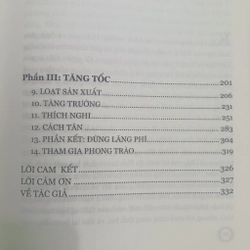 Phần III: TĂNG TỐC 201
9. LOẠT SẢN XUẤT 206
10. TĂNG TRƯỞNG 231
11. THÍCH NGHI 251
12. CÁCH TÂN 283
13. PHẦN KẾT: ĐỪNG LÃNG PHÍ 304
14. THAM GIA PHONG TRÀO 319
LỜI CAM KẾT 326
LỜI CẢM ƠN 327
VỀ TÁC GIẢ 332